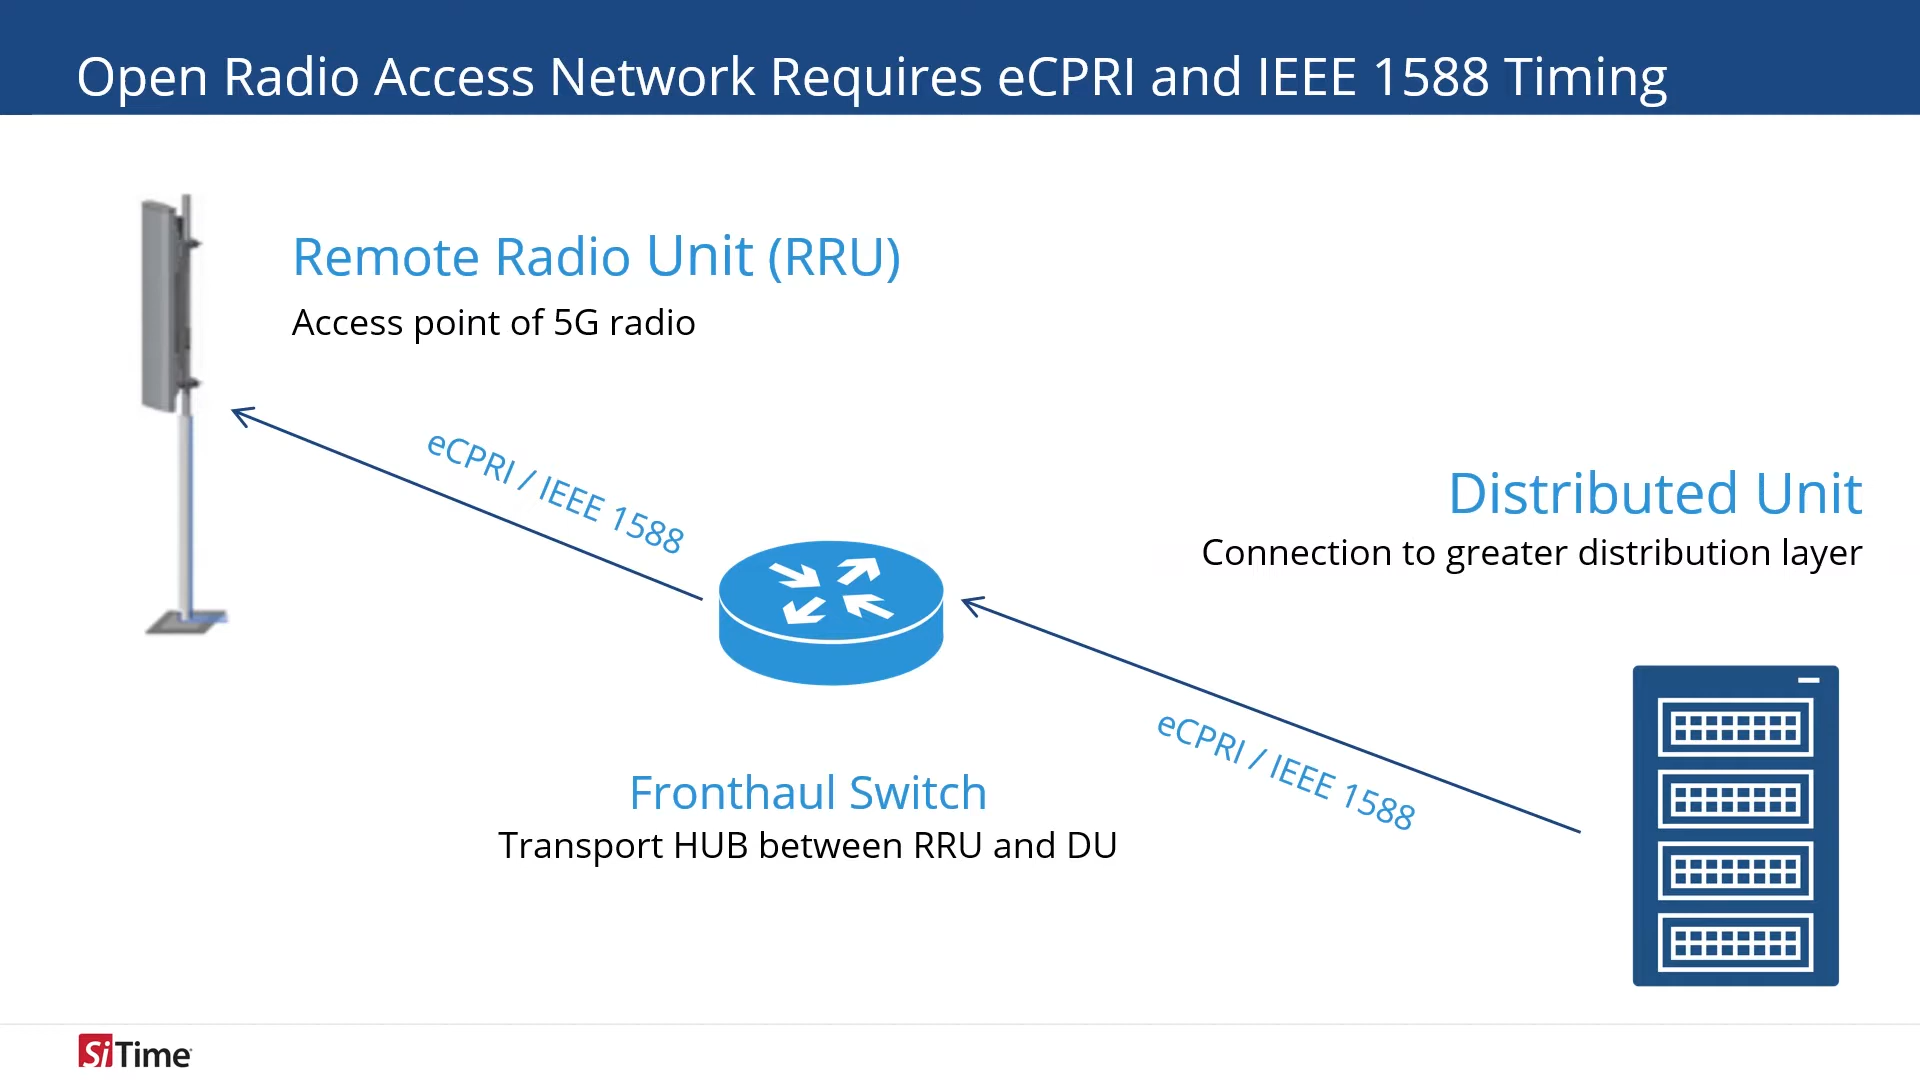 Open Radio Access Network Requires eCPRI and IEEE 1588 Timing
Remote Radio Unit (RRU)
Access point of 5G radio
eCPRI / IEEE 1588
Distributed Unit
Connection to greater distribution layer
eCPRI / IEEE 1588
Fronthaul Switch
Transport HUB between RRU and DU
SiTime